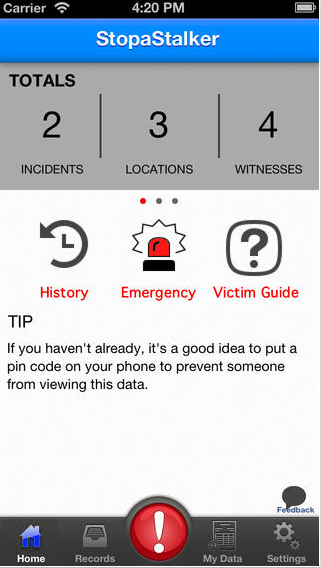 Carrier 4:20 PM
StopaStalker
TOTALS
2 3 4
INCIDENTS LOCATIONS WITNESSES
History Emergency Victim Guide
TIP
If you haven't already, it's a good idea to put a
pin code on your phone to prevent someone
from viewing this data.
Feedback
Home Records My Data Settings